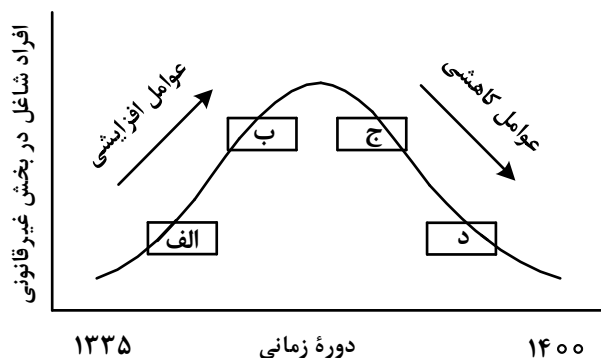 افراد شاغل در بخش غیرقانونی
عوامل افزایشی
عوامل کاهشی
ب
ج
الف
د
۱۳۳۵
دورهٔ زمانی
۱۴۰۰